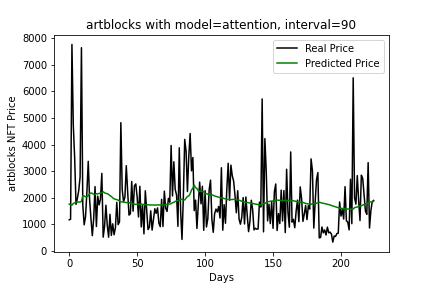 artblocks with model=attention, interval=90
Real Price
Predicted Price
artblocks NFT Price
8000
7000
6000
5000
4000
3000
2000
1000
0
0 50 100 150 200
Days